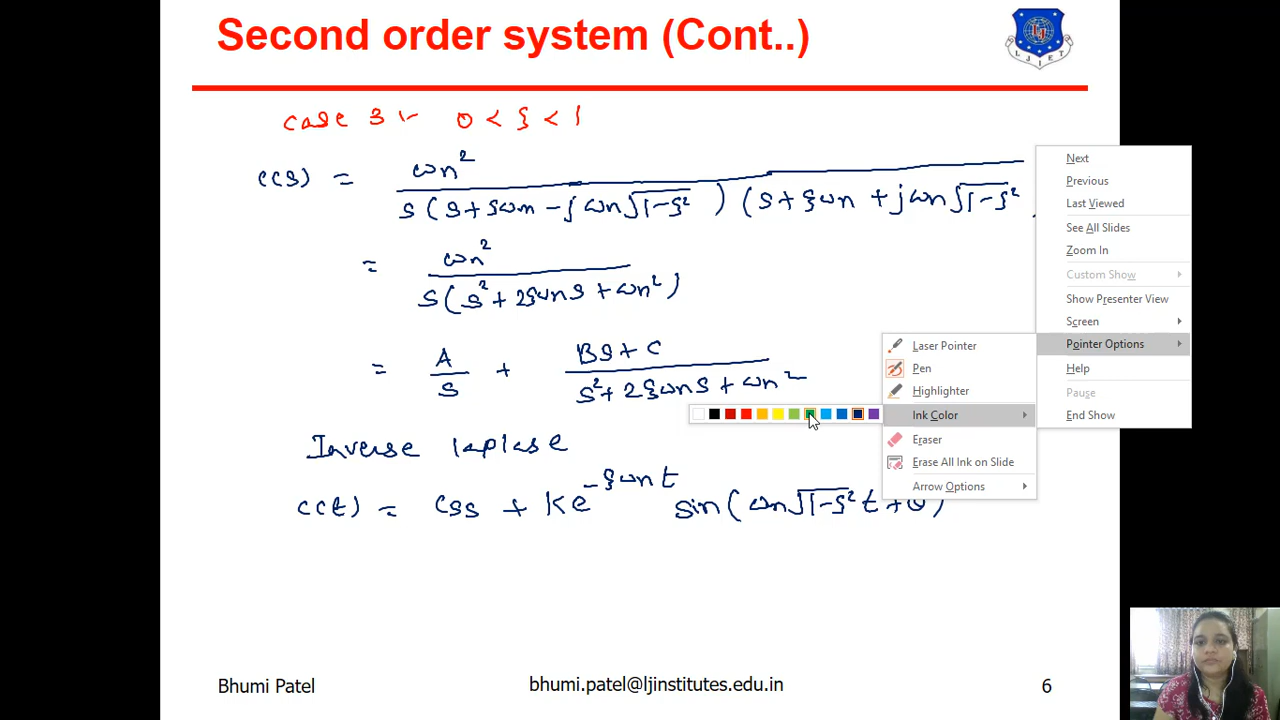 Second order system (Cont..)
LJIET
Case 3 :- 0 < ξ < 1
C(s) = ωn² / s(s+ξωn - jωn√1-ξ²) (s+ξωn + jωn√1-ξ²
= ωn² / s(s²+2ξωns+ωn²)
= A/s + Bs+C / s²+2ξωns+ωn²
Inverse laplase
C(t) = Css + Ke^-ξωnt sin(ωn√1-ξ² t+θ)
Next
Previous
Last Viewed
See All Slides
Zoom In
Custom Show
Show Presenter View
Screen
Pointer Options
Help
Pause
End Show
Laser Pointer
Pen
Highlighter
Ink Color
Eraser
Erase All Ink on Slide
Arrow Options
Bhumi Patel
bhumi.patel@ljinstitutes.edu.in
6